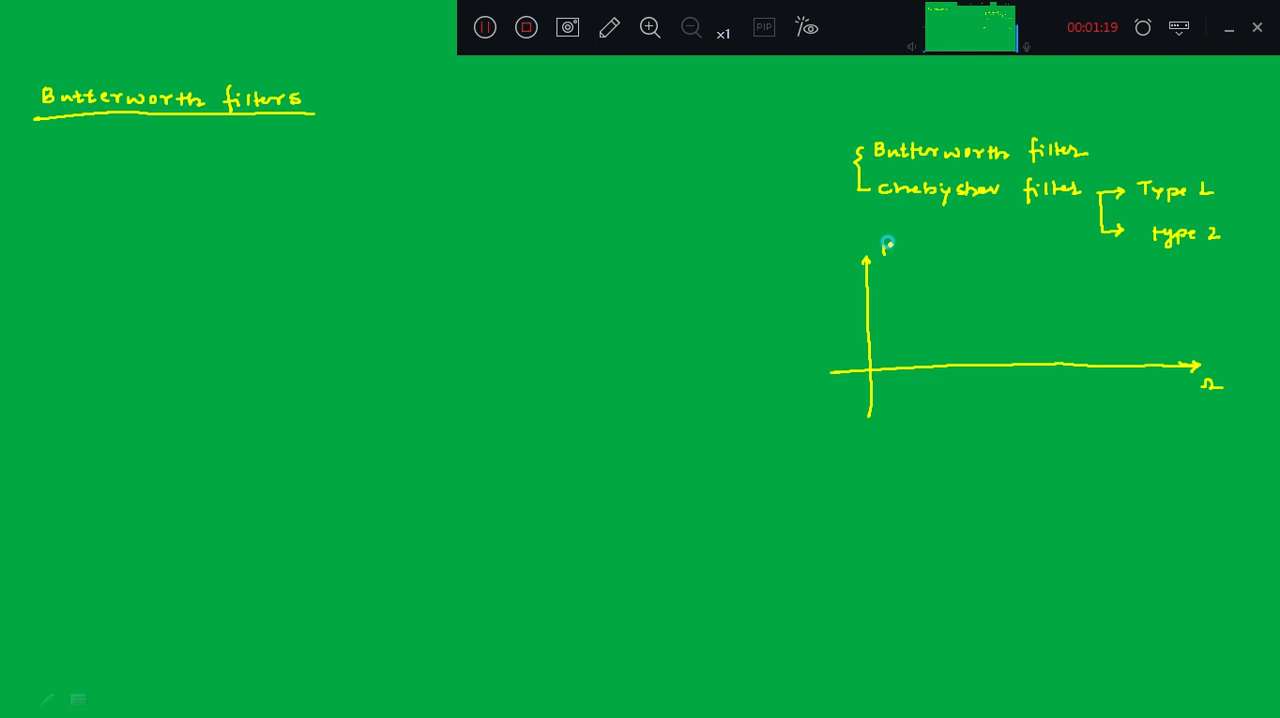 x1
PIP
00:01:19
Butterworth filters
Butterworth filter
chebyshev filter → Type 1
→ type 2
Ω